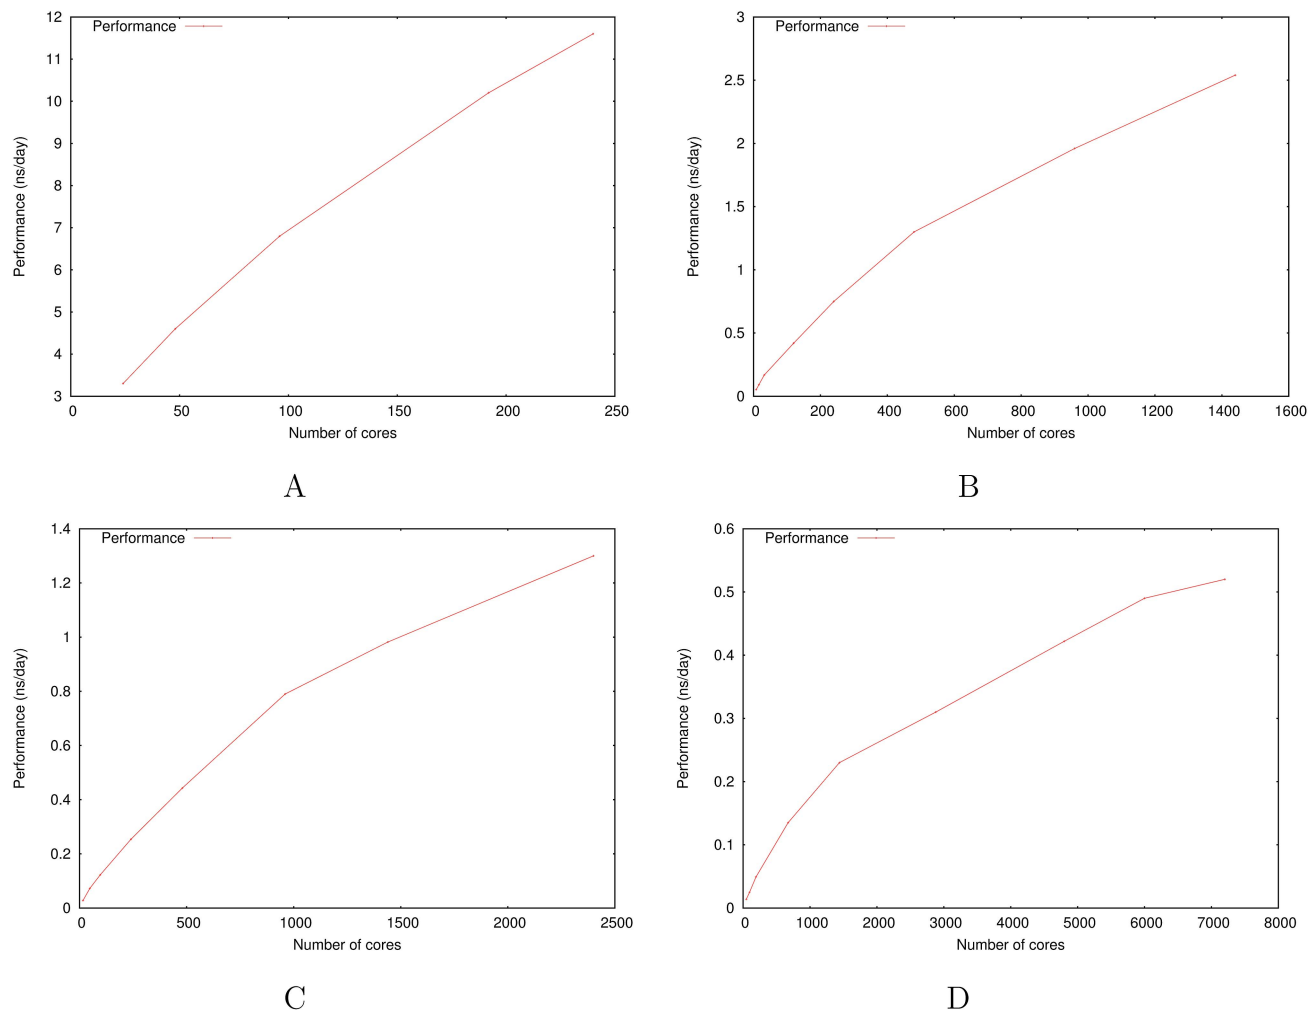 Performance
Performance (ns/day)
12
11
10
9
8
7
6
5
4
3
0 50 100 150 200 250
Number of cores
A
Performance
Performance (ns/day)
3
2.5
2
1.5
1
0.5
0
0 200 400 600 800 1000 1200 1400 1600
Number of cores
B
Performance
Performance (ns/day)
1.4
1.2
1
0.8
0.6
0.4
0.2
0
0 500 1000 1500 2000 2500
Number of cores
C
Performance
Performance (ns/day)
0.6
0.5
0.4
0.3
0.2
0.1
0
0 1000 2000 3000 4000 5000 6000 7000 8000
Number of cores
D